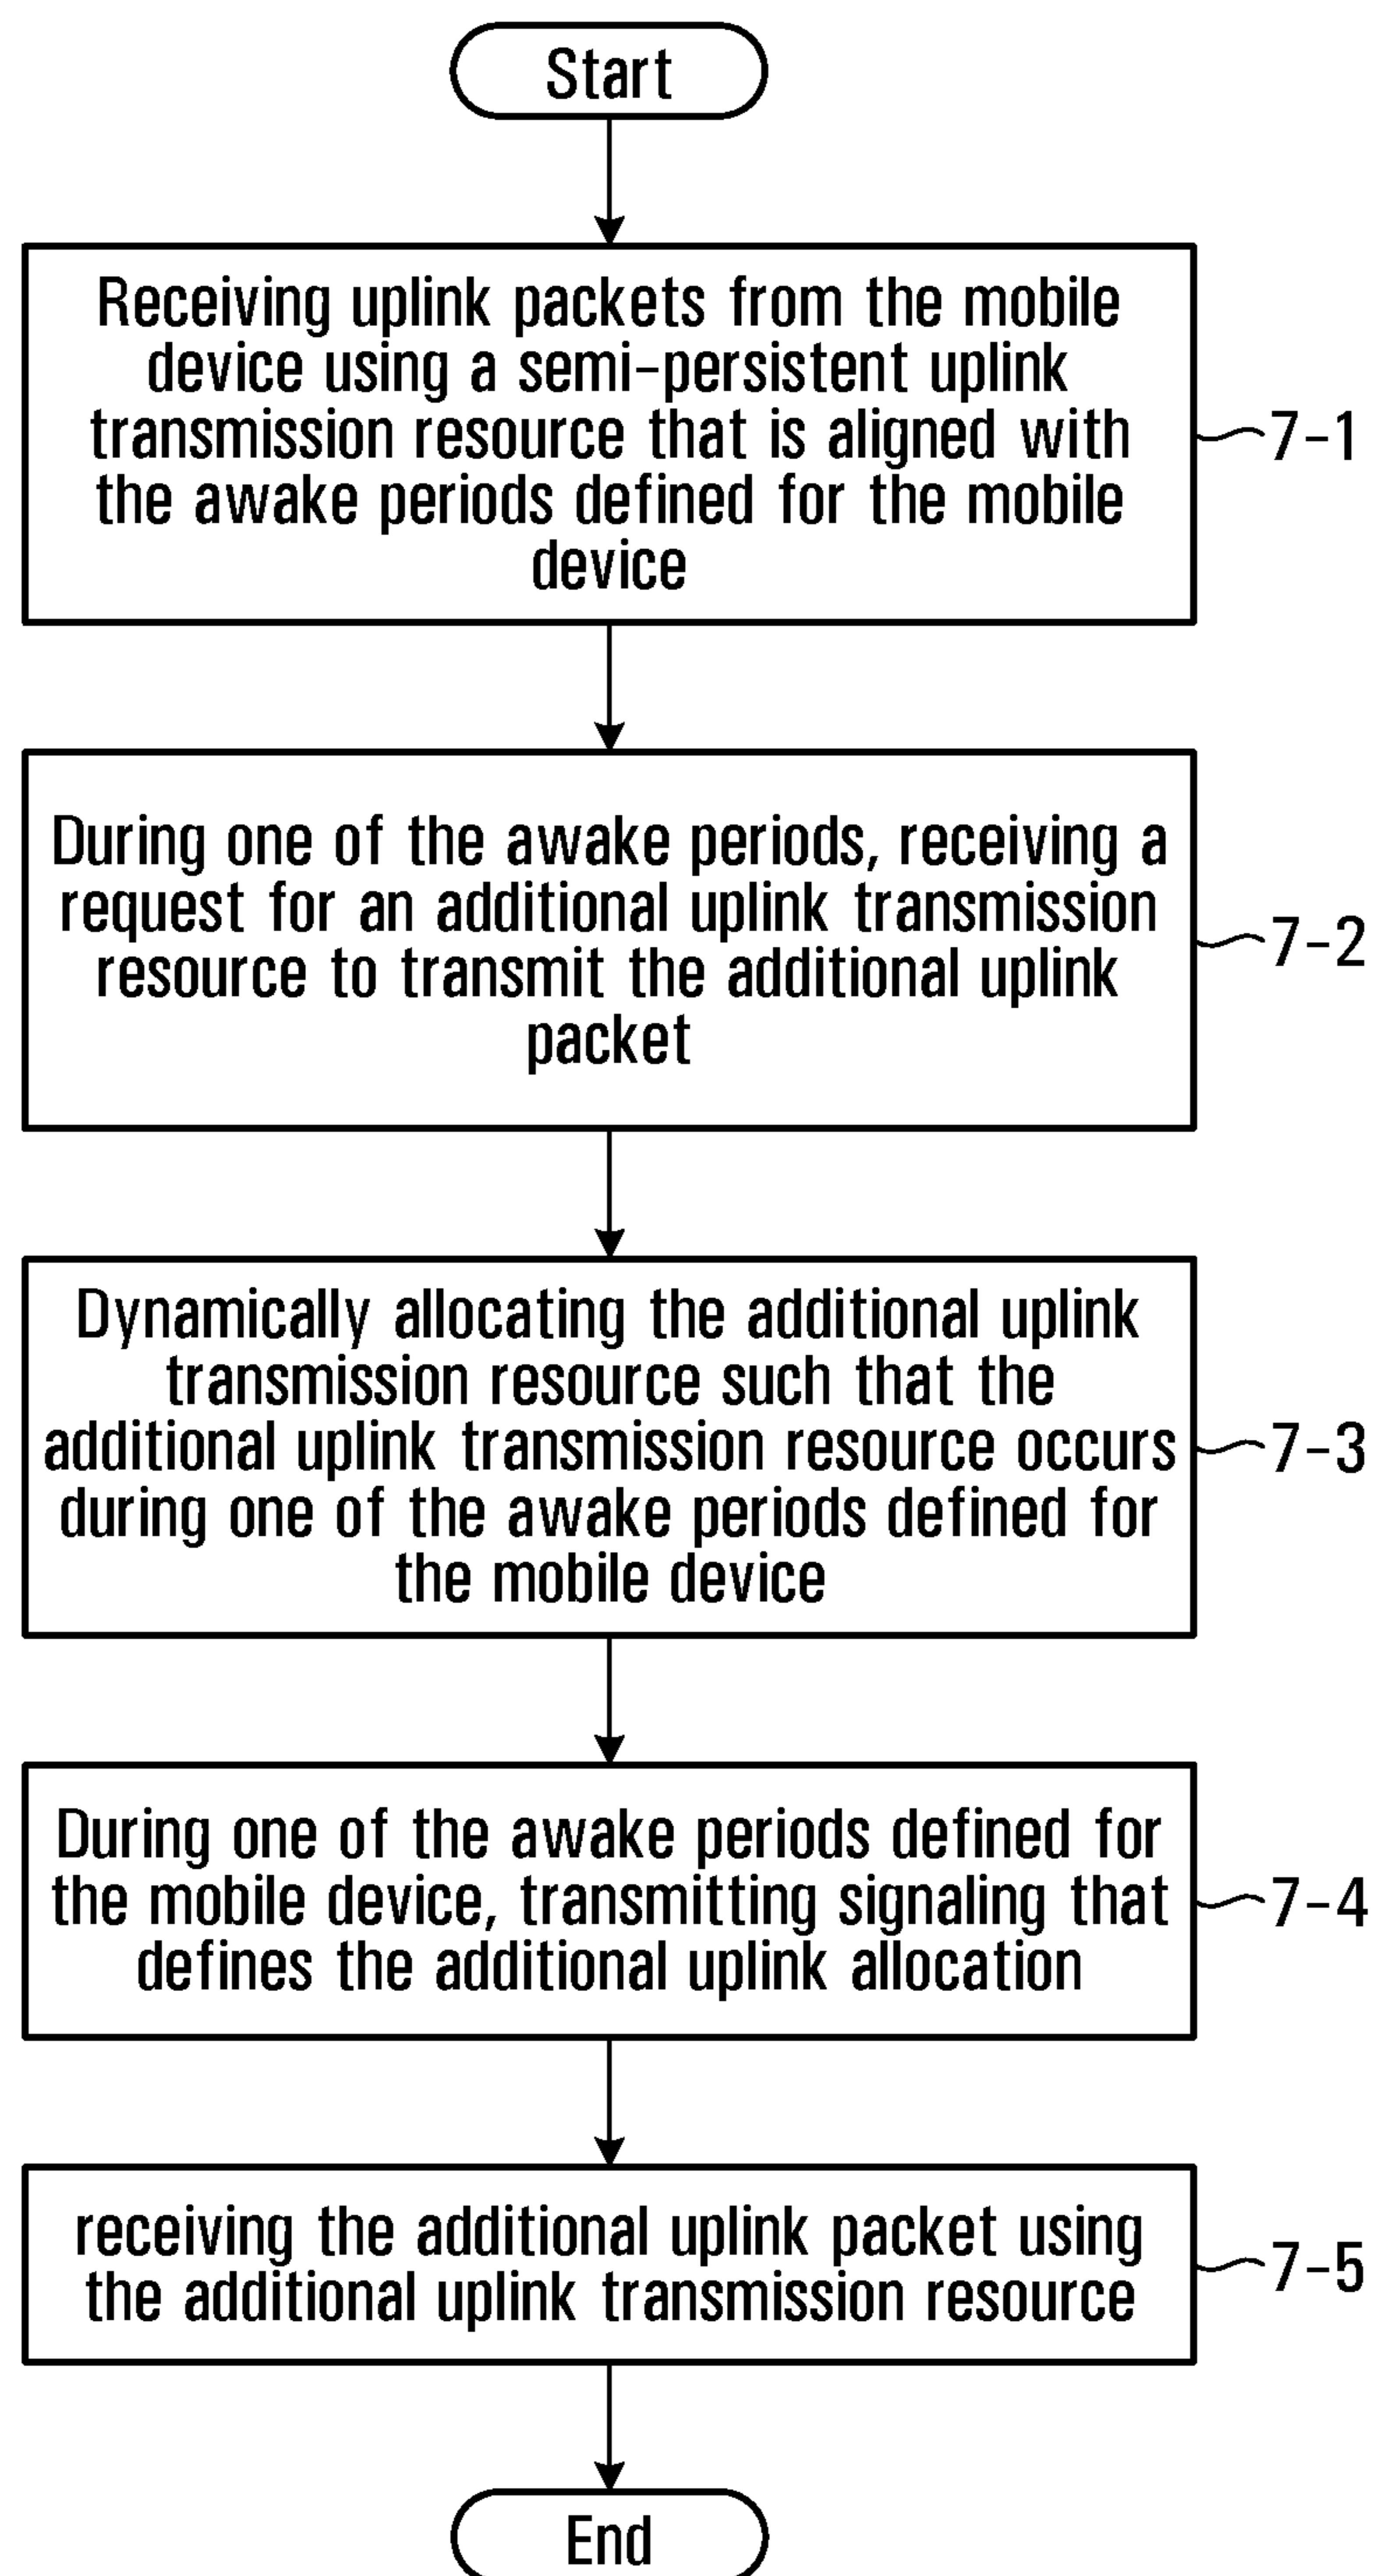 Start
Receiving uplink packets from the mobile
device using a semi-persistent uplink
transmission resource that is aligned with
the awake periods defined for the mobile
device
7-1
During one of the awake periods, receiving a
request for an additional uplink transmission
resource to transmit the additional uplink
packet
7-2
Dynamically allocating the additional uplink
transmission resource such that the
additional uplink transmission resource occurs
during one of the awake periods defined for
the mobile device
7-3
During one of the awake periods defined for
the mobile device, transmitting signaling that
defines the additional uplink allocation
7-4
receiving the additional uplink packet using
the additional uplink transmission resource
7-5
End